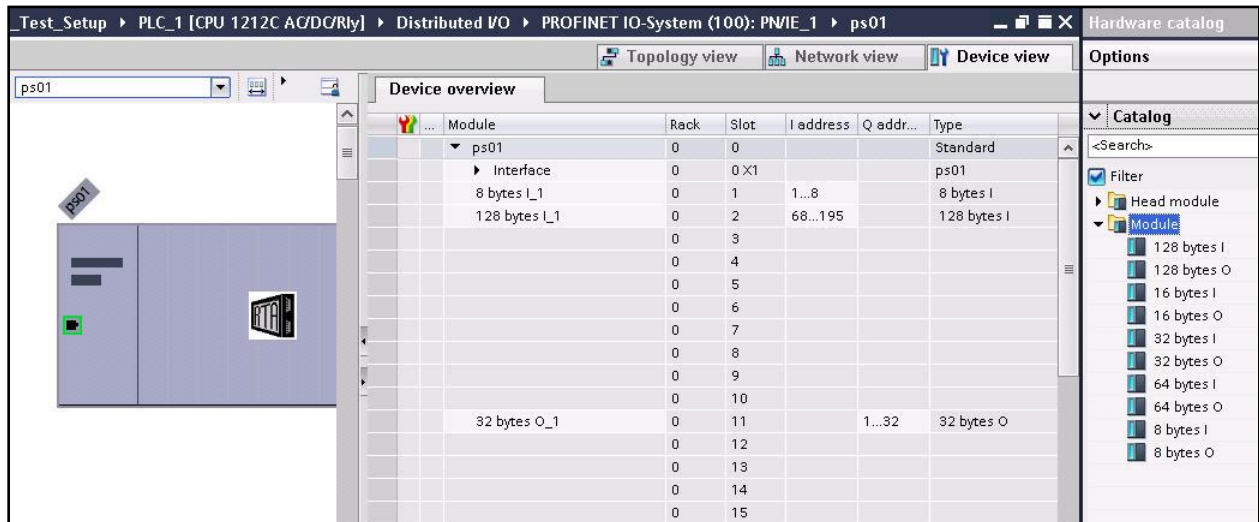 _Test_Setup ▸ PLC_1 [CPU 1212C AC/DC/Rly] ▸ Distributed I/O ▸ PROFINET IO-System (100): PN/IE_1 ▸ ps01
Hardware catalog
Topology view Network view Device view
Options
ps01
Device overview
... Module Rack Slot I address Q addr... Type
ps01 0 0 Standard
Interface 0 0 X1 ps01
8 bytes I_1 0 1 1...8 8 bytes I
128 bytes I_1 0 2 68...195 128 bytes I
0 3
0 4
0 5
0 6
0 7
0 8
0 9
0 10
32 bytes O_1 0 11 1...32 32 bytes O
0 12
0 13
0 14
0 15
ps01
RTA
Catalog
<Search>
Filter
Head module
Module
128 bytes I
128 bytes O
16 bytes I
16 bytes O
32 bytes I
32 bytes O
64 bytes I
64 bytes O
8 bytes I
8 bytes O